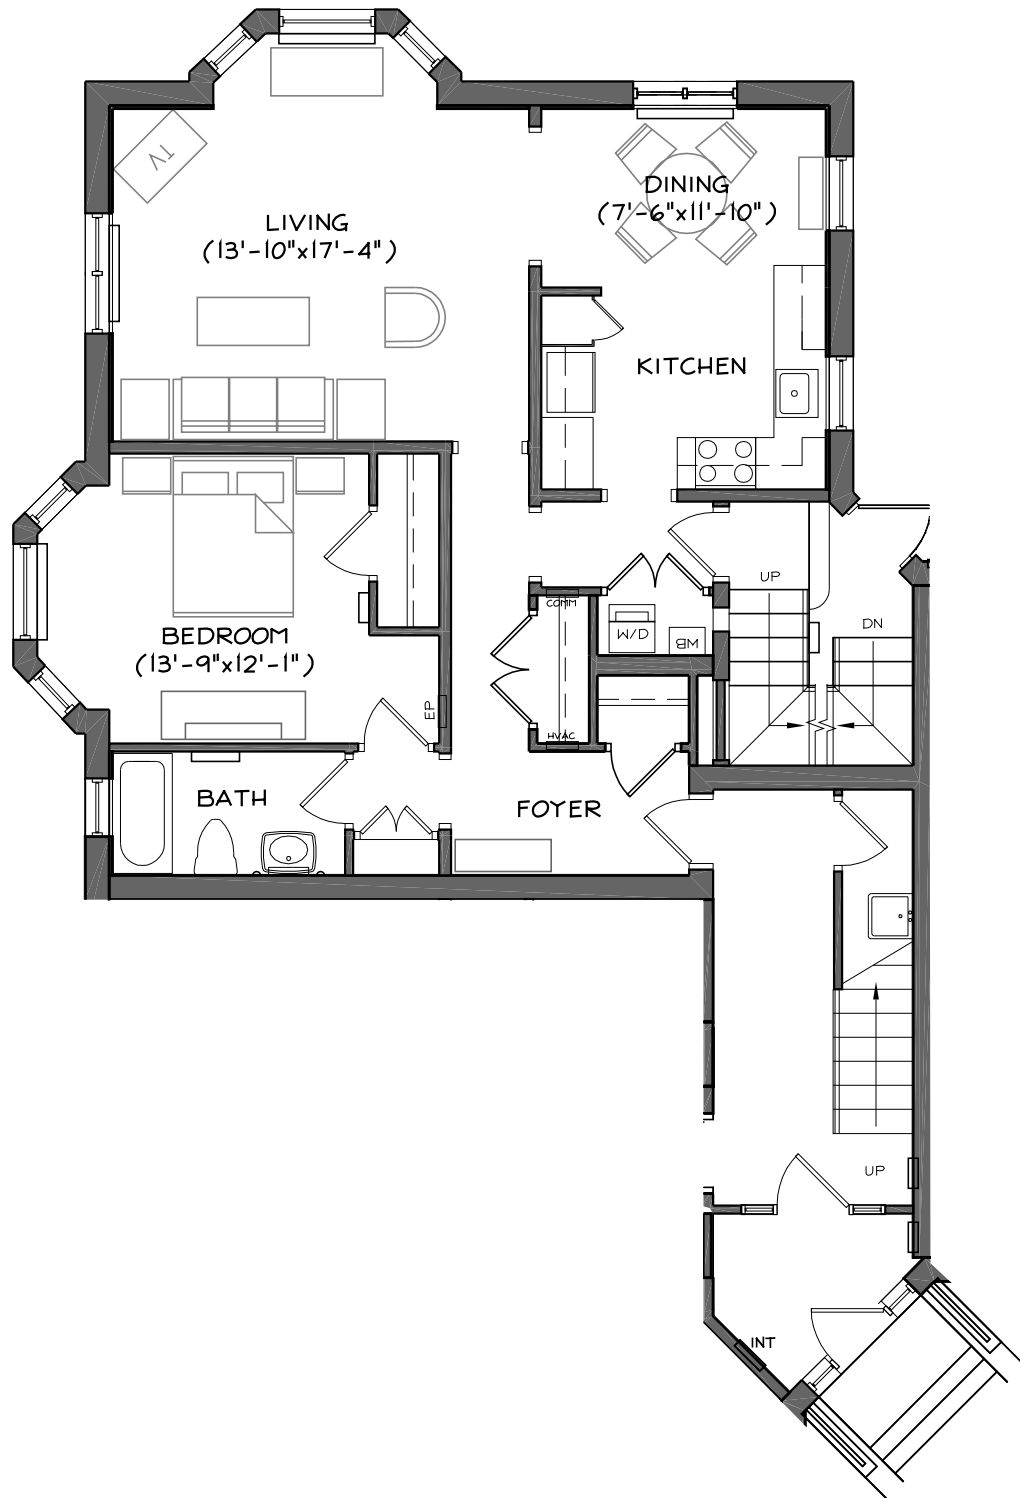 TV
LIVING
(13'-10"x17'-4")
DINING
(7'-6"x11'-10")
KITCHEN
UP
DN
COMM
W/D
MB
BEDROOM
(13'-9"x12'-1")
EP
HVAC
BATH
FOYER
UP
INT